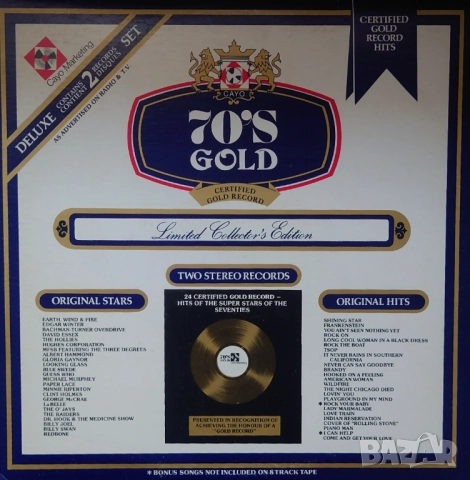 Cayo Marketing
DELUXE
CONTAINS
CONTIENT
2
RECORDS
DISQUES
SET
AS ADVERTISED ON RADIO & T.V.
CERTIFIED
GOLD
RECORD
HITS
CAYO
70'S
GOLD
CERTIFIED
GOLD RECORD
Limited Collector's Edition
TWO STEREO RECORDS
ORIGINAL STARS
EARTH, WIND & FIRE
EDGAR WINTER
BACHMAN-TURNER OVERDRIVE
DAVID ESSEX
THE HOLLIES
HUGHES CORPORATION
MFSB FEATURING THE THREE DEGREES
ALBERT HAMMOND
GLORIA GAYNOR
LOOKING GLASS
BLUE SWEDE
GUESS WHO
MICHAEL MURPHEY
PAPER LACE
MINNIE RIPERTON
CLINT HOLMES
GEORGE McCRAE
LaBELLE
THE O'JAYS
THE RAIDERS
DR. HOOK & THE MEDICINE SHOW
BILLY JOEL
BILLY SWAN
REDBONE
24 CERTIFIED GOLD RECORD –
HITS OF THE SUPER STARS OF THE
SEVENTIES
70'S
PRESENTED IN RECOGNITION OF
ACHIEVING THE HONOUR OF A
"GOLD RECORD"
ORIGINAL HITS
SHINING STAR
FRANKENSTEIN
YOU AIN'T SEEN NOTHING YET
ROCK ON
LONG COOL WOMAN IN A BLACK DRESS
ROCK THE BOAT
TSOP
IT NEVER RAINS IN SOUTHERN
CALIFORNIA
NEVER CAN SAY GOODBYE
BRANDY
HOOKED ON A FEELING
AMERICAN WOMAN
WILDFIRE
THE NIGHT CHICAGO DIED
LOVIN' YOU
PLAYGROUND IN MY MIND
* ROCK YOUR BABY
LADY MARMALADE
LOVE TRAIN
INDIAN RESERVATION
COVER OF "ROLLING STONE"
PIANO MAN
* I CAN HELP
COME AND GET YOUR LOVE
* BONUS SONGS NOT INCLUDED ON 8 TRACK TAPE
BAZAR